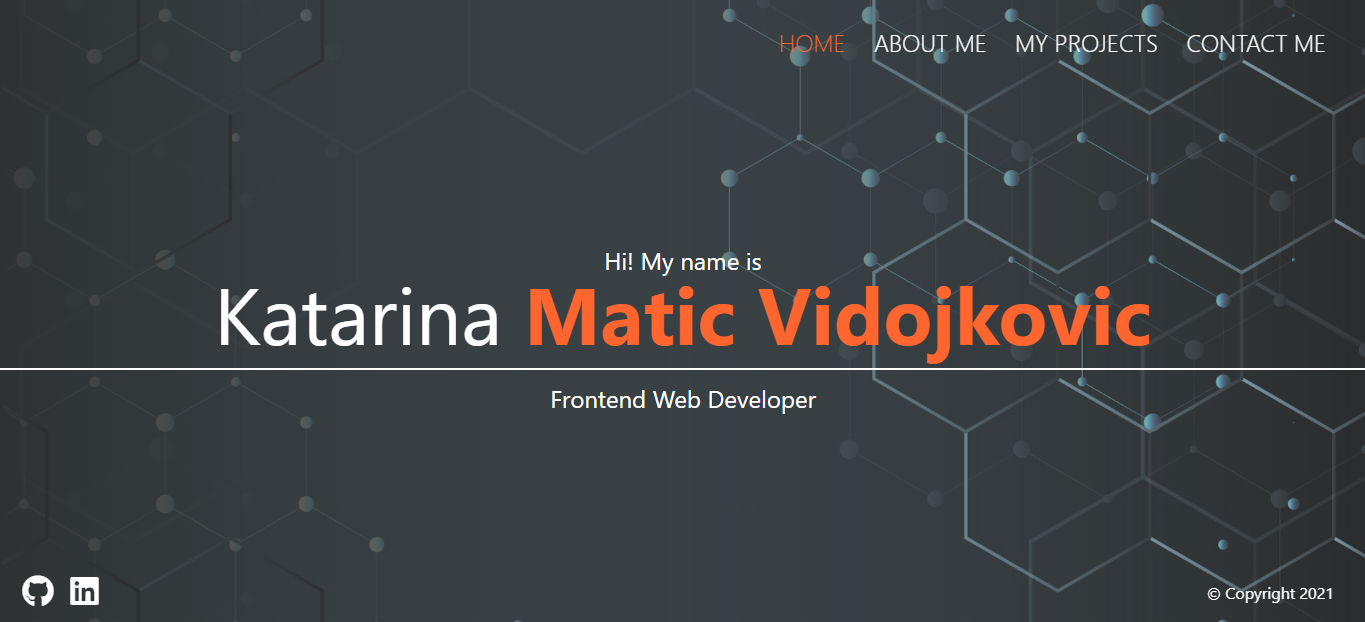 HOME ABOUT ME MY PROJECTS CONTACT ME
Hi! My name is
Katarina Matic Vidojkovic
Frontend Web Developer
in
© Copyright 2021